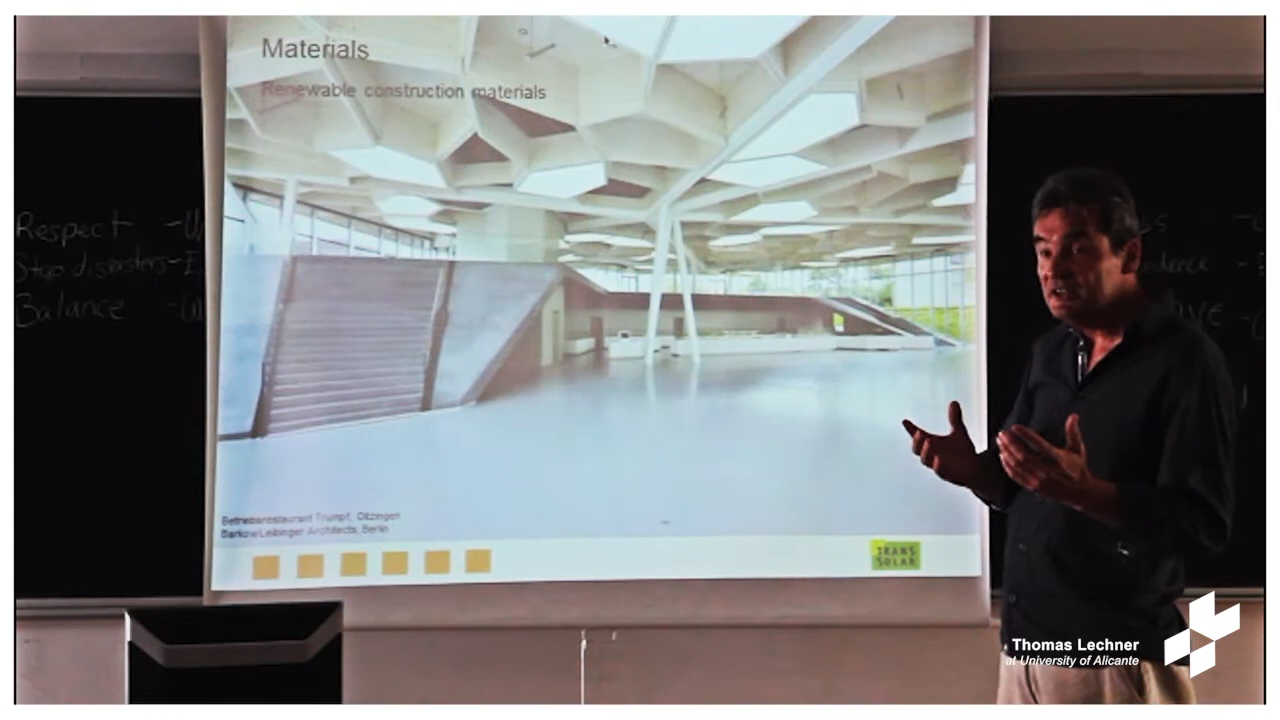 Materials
Renewable construction materials
Respect -
Stop disasters -
Balance -
Betriebsrestaurant Trumpf, Ditzingen
Barkow Leibinger Architects, Berlin
TRANS
SOLAR
Thomas Lechner
at University of Alicante